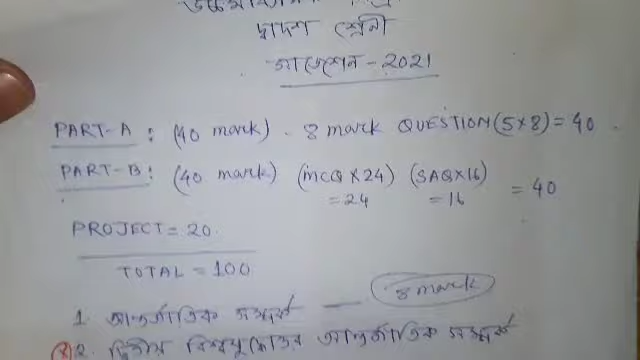 দ্বাদশ শ্রেনী
সাজেশন - 2021
PART-A : (40 mark) - 8 mark QUESTION (5×8) = 40
PART-B : (40 mark) (MCQ × 24) (SAQ×16)
= 24 = 16 = 40
PROJECT = 20
TOTAL = 100
1. আন্তর্জাতিক সম্পর্ক — 8 mark
2. দ্বিতীয় বিশ্বযুদ্ধোত্তর আন্তর্জাতিক সম্পর্ক